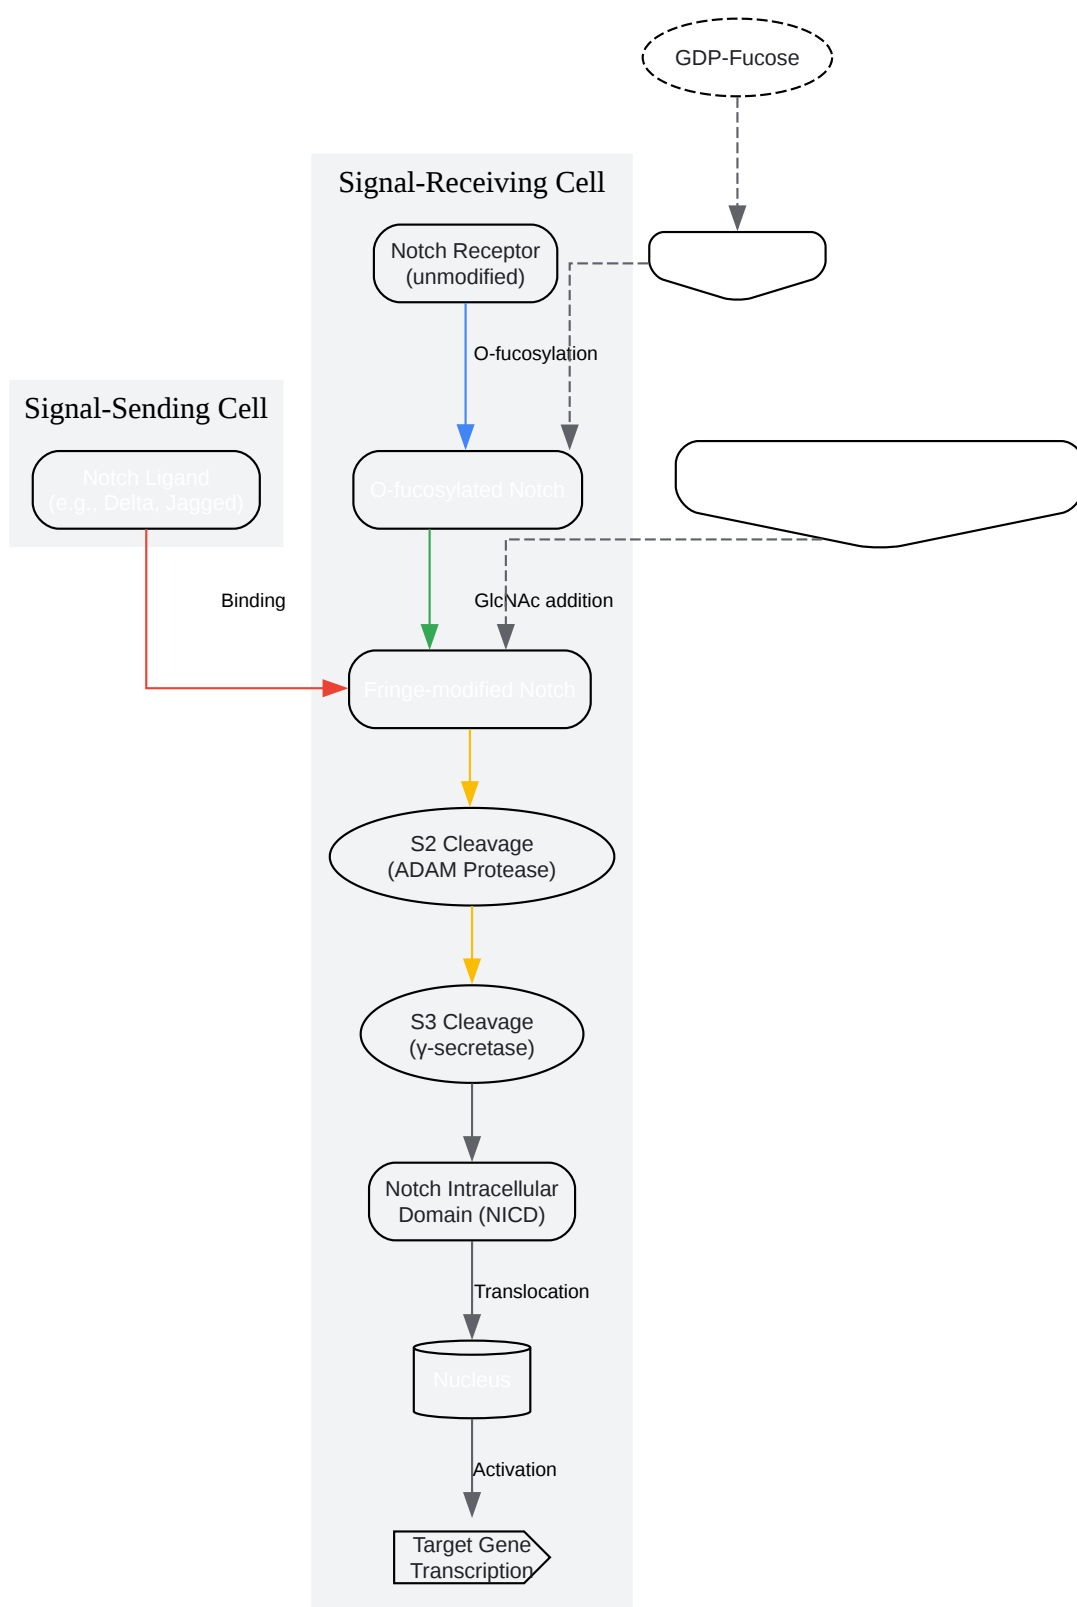 GDP-Fucose
Signal-Receiving Cell
Notch Receptor
(unmodified)
O-fucosylation
Signal-Sending Cell
Notch Ligand
(e.g., Delta, Jagged)
O-fucosylated Notch
Binding
GlcNAc addition
Fringe-modified Notch
S2 Cleavage
(ADAM Protease)
S3 Cleavage
(γ-secretase)
Notch Intracellular
Domain (NICD)
Translocation
Nucleus
Activation
Target Gene
Transcription